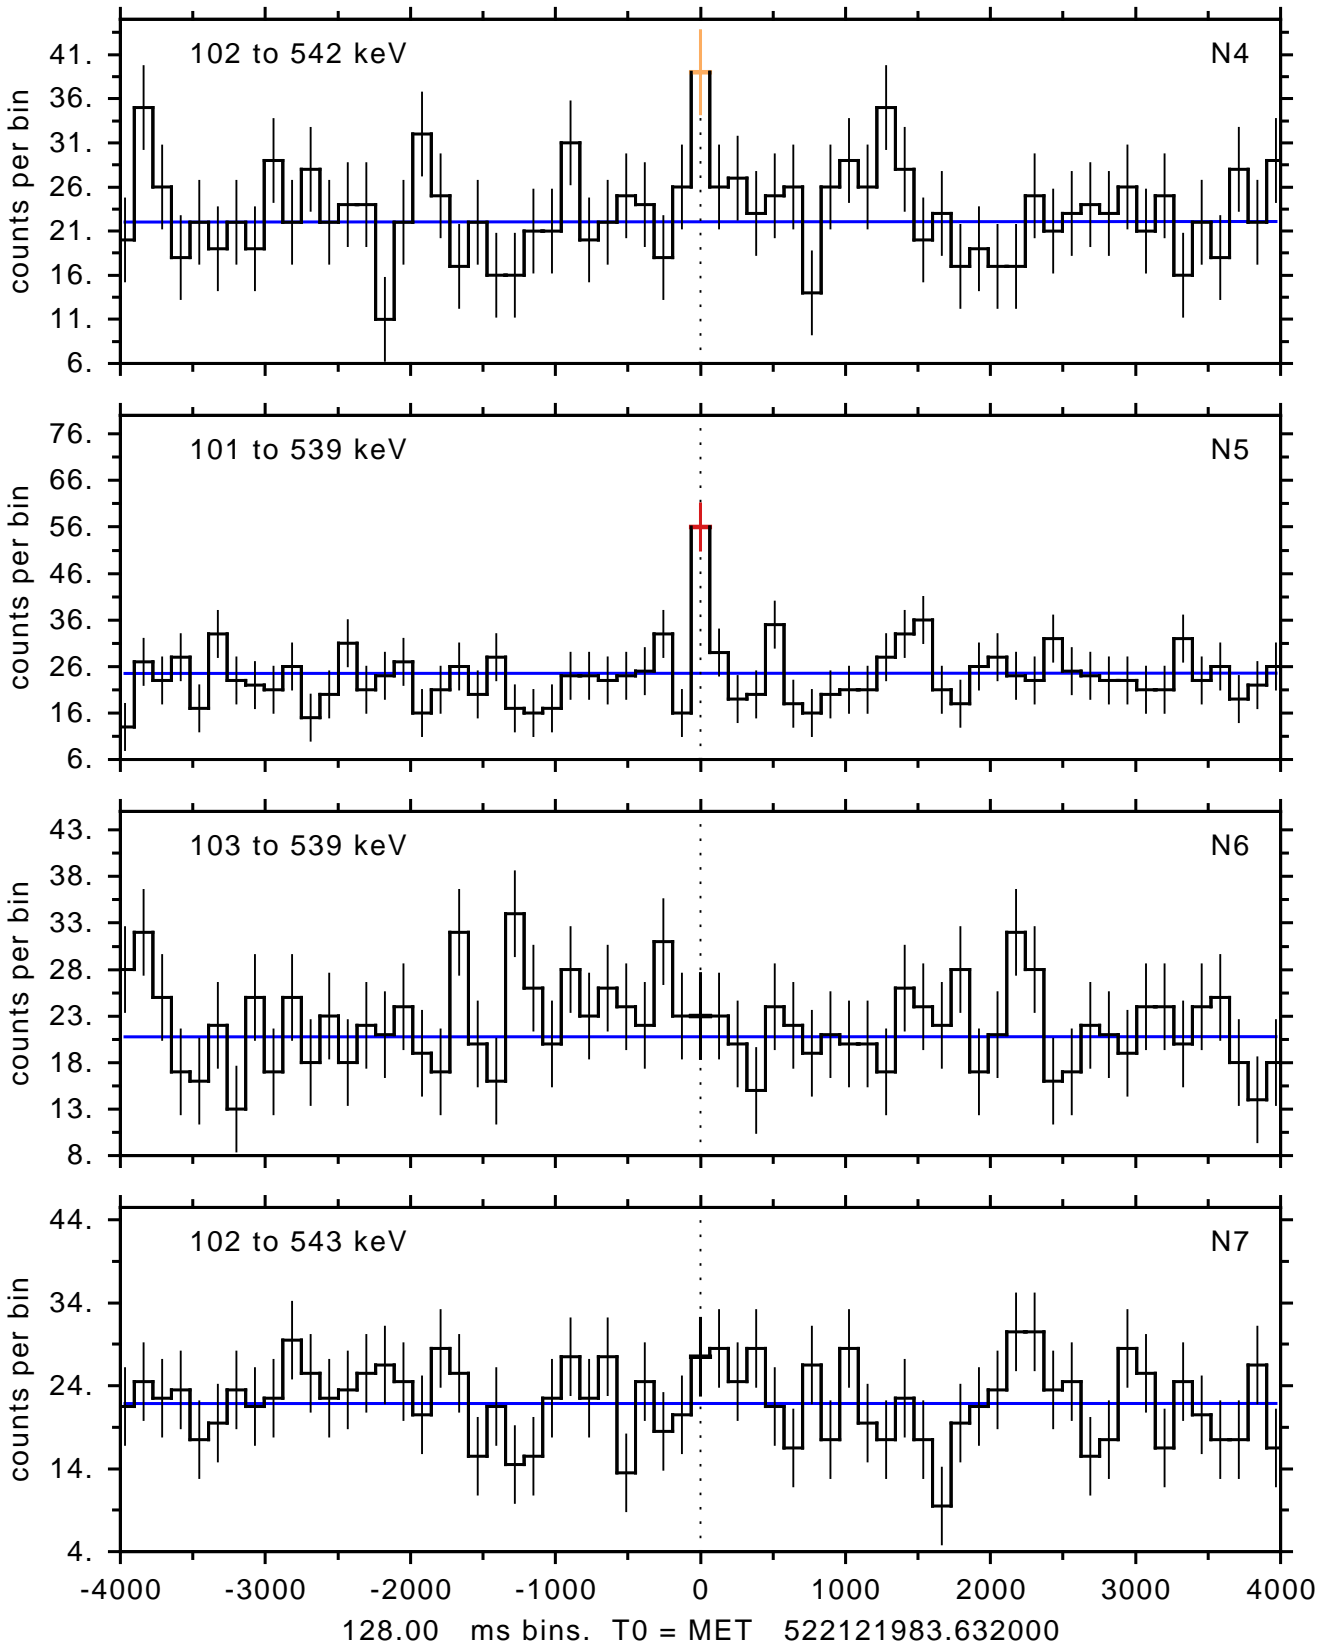 102 to 542 keV N4
41.
36.
31.
26.
21.
16.
11.
6.
counts per bin
101 to 539 keV N5
76.
66.
56.
46.
36.
26.
16.
6.
counts per bin
103 to 539 keV N6
43.
38.
33.
28.
23.
18.
13.
8.
counts per bin
102 to 543 keV N7
44.
34.
24.
14.
4.
counts per bin
-4000 -3000 -2000 -1000 0 1000 2000 3000 4000
128.00 ms bins. T0 = MET 522121983.632000